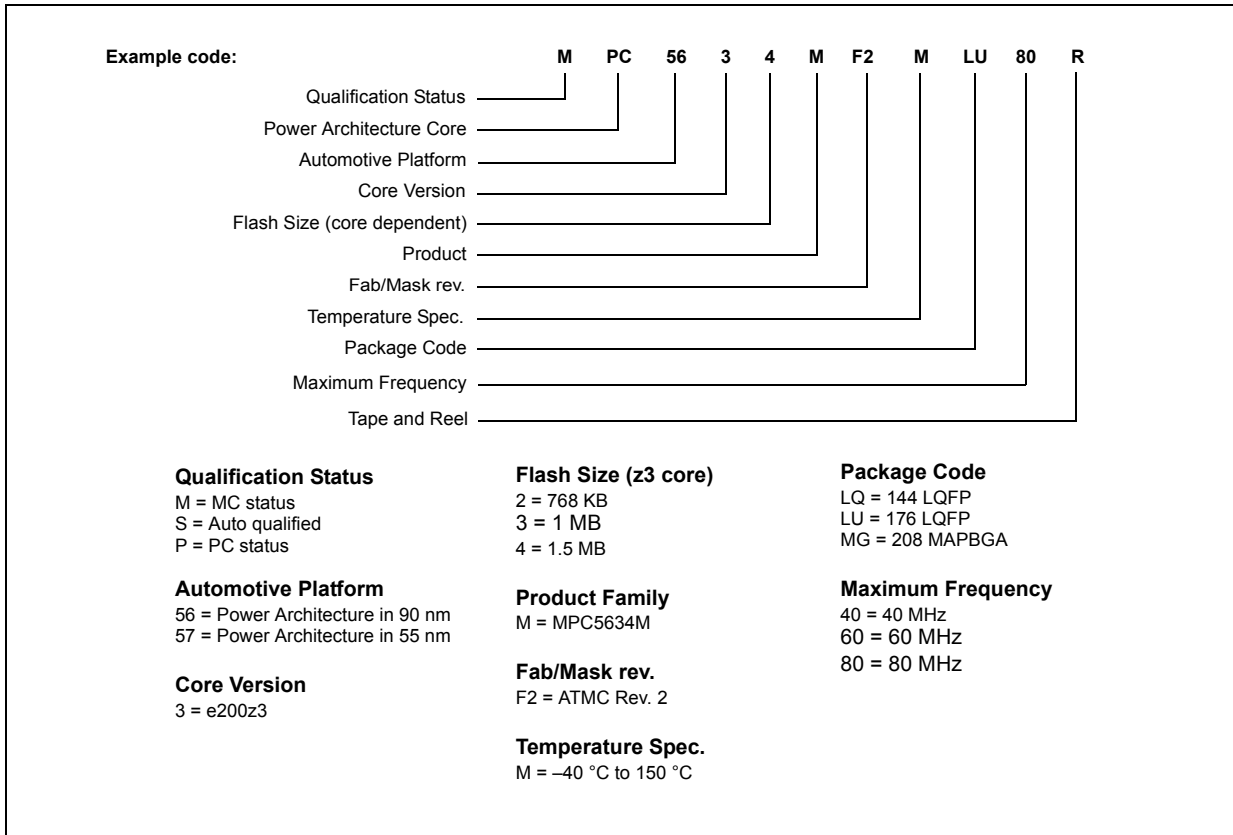 Example code: M PC 56 3 4 M F2 M LU 80 R
Qualification Status
Power Architecture Core
Automotive Platform
Core Version
Flash Size (core dependent)
Product
Fab/Mask rev.
Temperature Spec.
Package Code
Maximum Frequency
Tape and Reel
Qualification Status
M = MC status
S = Auto qualified
P = PC status
Automotive Platform
56 = Power Architecture in 90 nm
57 = Power Architecture in 55 nm
Core Version
3 = e200z3
Flash Size (z3 core)
2 = 768 KB
3 = 1 MB
4 = 1.5 MB
Product Family
M = MPC5634M
Fab/Mask rev.
F2 = ATMC Rev. 2
Temperature Spec.
M = –40 °C to 150 °C
Package Code
LQ = 144 LQFP
LU = 176 LQFP
MG = 208 MAPBGA
Maximum Frequency
40 = 40 MHz
60 = 60 MHz
80 = 80 MHz